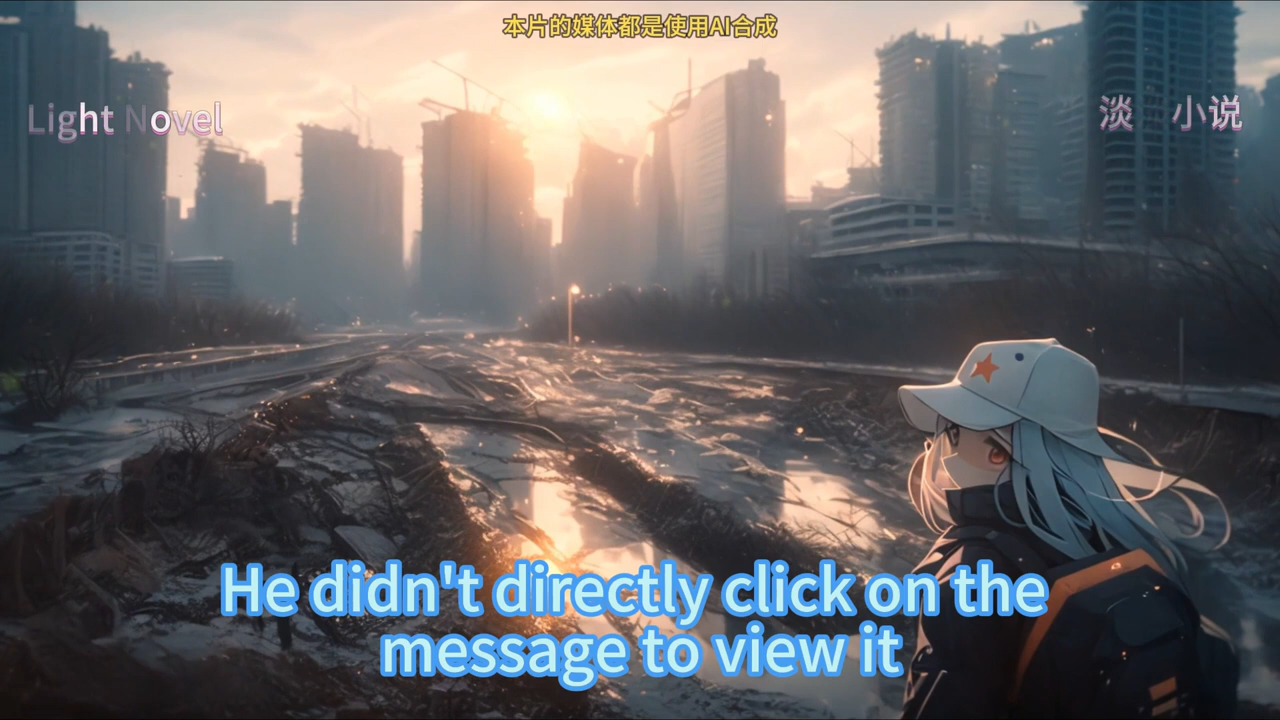 本片的媒体都是使用AI合成
Light Novel
淡 小说
He didn't directly click on the
message to view it